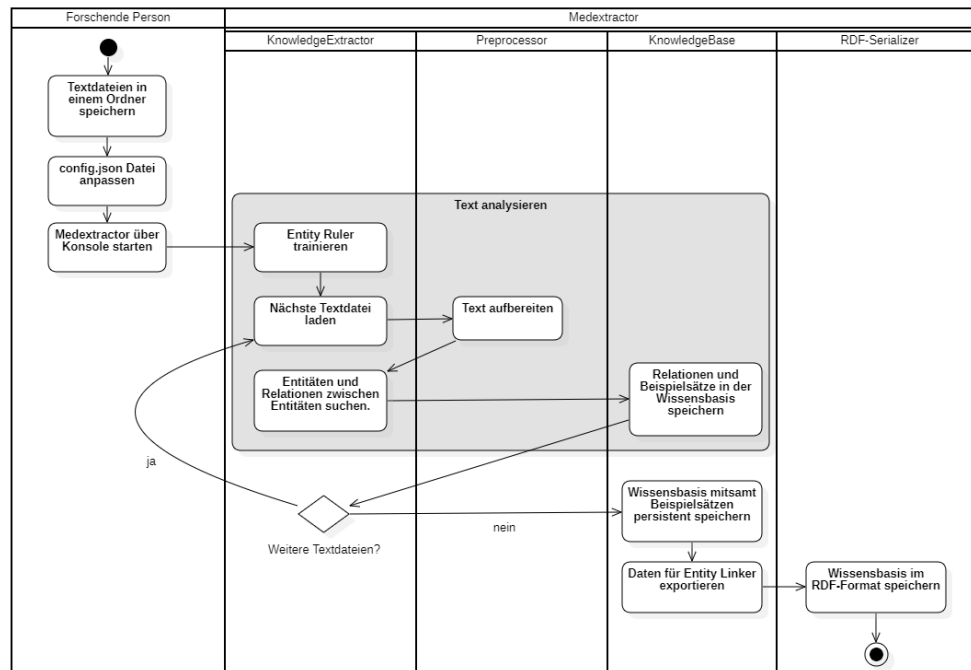 Forschende Person
Medextractor
KnowledgeExtractor
Preprocessor
KnowledgeBase
RDF-Serializer
Textdateien in
einem Ordner
speichern
config.json Datei
anpassen
Medextractor über
Konsole starten
Text analysieren
Entity Ruler
trainieren
Nächste Textdatei
laden
Text aufbereiten
Entitäten und
Relationen zwischen
Entitäten suchen.
Relationen und
Beispielsätze in der
Wissensbasis
speichern
ja
Weitere Textdateien?
nein
Wissensbasis mitsamt
Beispielsätzen
persistent speichern
Daten für Entity Linker
exportieren
Wissensbasis im
RDF-Format speichern